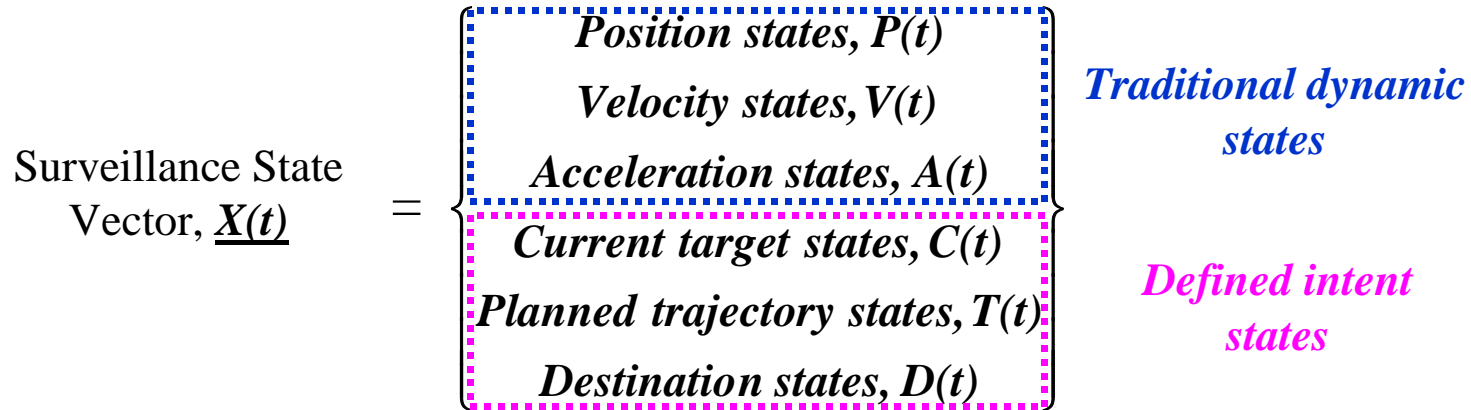 Position states, P(t)
Velocity states, V(t)
Acceleration states, A(t)
Traditional dynamic
states
Surveillance State
Vector, X(t)
=
Current target states, C(t)
Planned trajectory states, T(t)
Destination states, D(t)
Defined intent
states